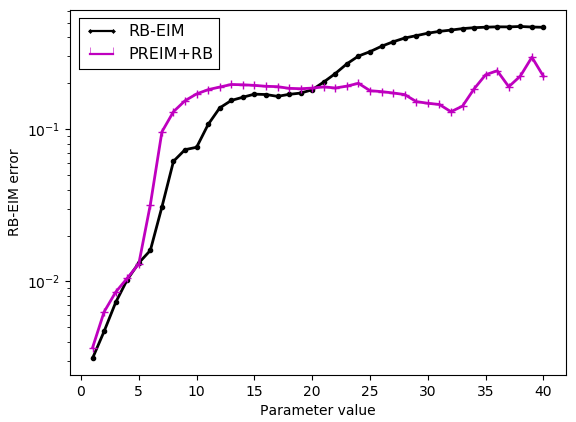 RB-EIM
PREIM+RB
RB-EIM error
10⁻¹
10⁻²
0 5 10 15 20 25 30 35 40
Parameter value